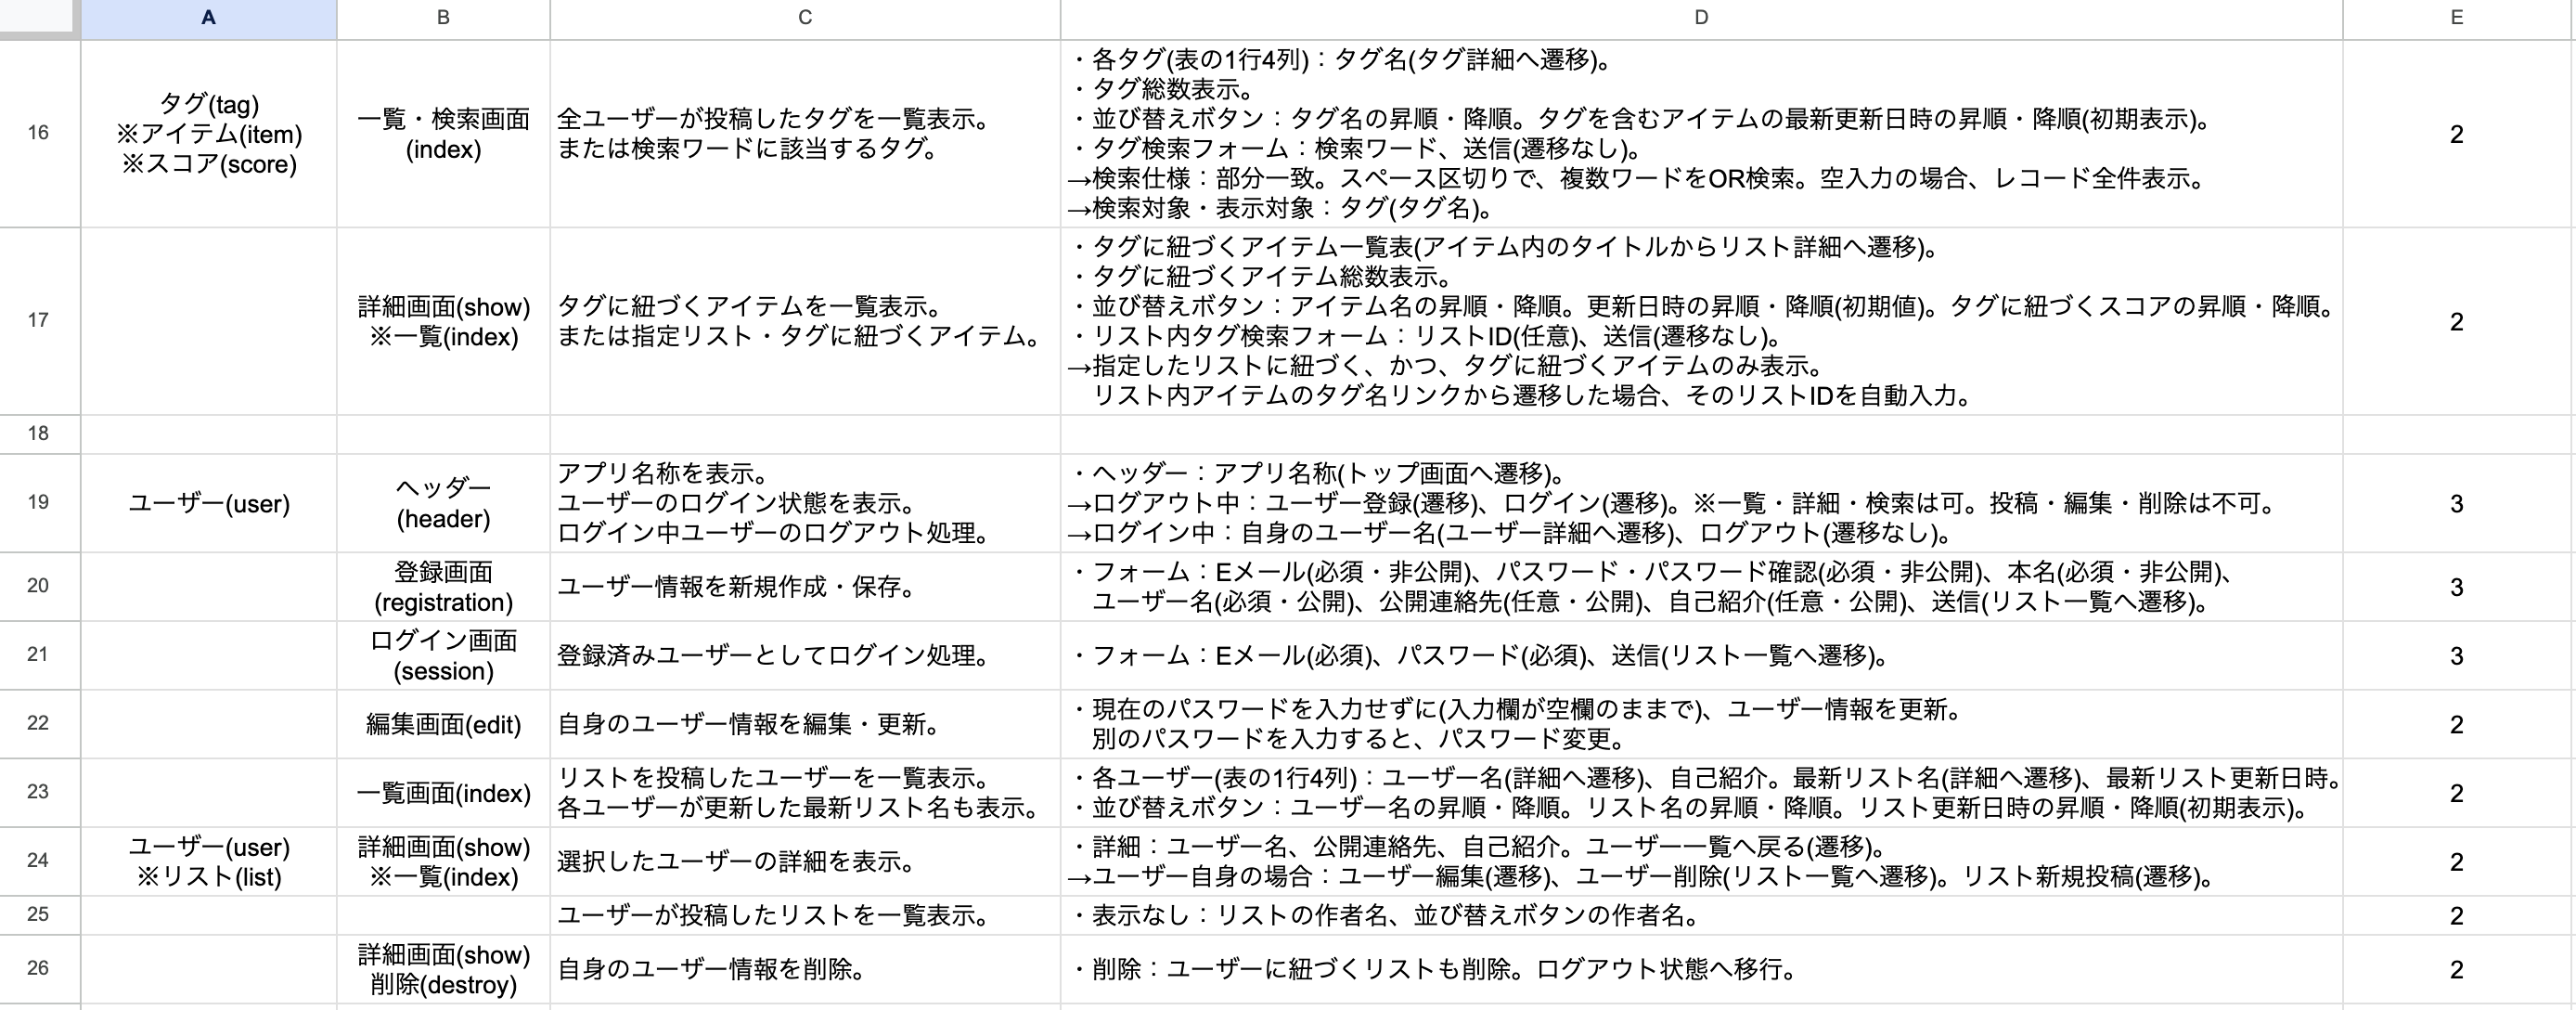 A B C D E
16
タグ(tag)
※アイテム(item)
※スコア(score)
一覧・検索画面
(index)
全ユーザーが投稿したタグを一覧表示。
または検索ワードに該当するタグ。
・各タグ(表の1行4列)：タグ名(タグ詳細へ遷移)。
・タグ総数表示。
・並び替えボタン：タグ名の昇順・降順。タグを含むアイテムの最新更新日時の昇順・降順(初期表示)。
・タグ検索フォーム：検索ワード、送信(遷移なし)。
→検索仕様：部分一致。スペース区切りで、複数ワードをOR検索。空入力の場合、レコード全件表示。
→検索対象・表示対象：タグ(タグ名)。
2
17
詳細画面(show)
※一覧(index)
タグに紐づくアイテムを一覧表示。
または指定リスト・タグに紐づくアイテム。
・タグに紐づくアイテム一覧表(アイテム内のタイトルからリスト詳細へ遷移)。
・タグに紐づくアイテム総数表示。
・並び替えボタン：アイテム名の昇順・降順。更新日時の昇順・降順(初期値)。タグに紐づくスコアの昇順・降順。
・リスト内タグ検索フォーム：リストID(任意)、送信(遷移なし)。
→指定したリストに紐づく、かつ、タグに紐づくアイテムのみ表示。
リスト内アイテムのタグ名リンクから遷移した場合、そのリストIDを自動入力。
2
18
19
ユーザー(user)
ヘッダー
(header)
アプリ名称を表示。
ユーザーのログイン状態を表示。
ログイン中ユーザーのログアウト処理。
・ヘッダー：アプリ名称(トップ画面へ遷移)。
→ログアウト中：ユーザー登録(遷移)、ログイン(遷移)。※一覧・詳細・検索は可。投稿・編集・削除は不可。
→ログイン中：自身のユーザー名(ユーザー詳細へ遷移)、ログアウト(遷移なし)。
3
20
登録画面
(registration)
ユーザー情報を新規作成・保存。
・フォーム：Eメール(必須・非公開)、パスワード・パスワード確認(必須・非公開)、本名(必須・非公開)、
ユーザー名(必須・公開)、公開連絡先(任意・公開)、自己紹介(任意・公開)、送信(リスト一覧へ遷移)。
3
21
ログイン画面
(session)
登録済みユーザーとしてログイン処理。
・フォーム：Eメール(必須)、パスワード(必須)、送信(リスト一覧へ遷移)。
3
22
編集画面(edit)
自身のユーザー情報を編集・更新。
・現在のパスワードを入力せずに(入力欄が空欄のままで)、ユーザー情報を更新。
別のパスワードを入力すると、パスワード変更。
2
23
一覧画面(index)
リストを投稿したユーザーを一覧表示。
各ユーザーが更新した最新リスト名も表示。
・各ユーザー(表の1行4列)：ユーザー名(詳細へ遷移)、自己紹介。最新リスト名(詳細へ遷移)、最新リスト更新日時。
・並び替えボタン：ユーザー名の昇順・降順。リスト名の昇順・降順。リスト更新日時の昇順・降順(初期表示)。
2
24
ユーザー(user)
※リスト(list)
詳細画面(show)
※一覧(index)
選択したユーザーの詳細を表示。
・詳細：ユーザー名、公開連絡先、自己紹介。ユーザー一覧へ戻る(遷移)。
→ユーザー自身の場合：ユーザー編集(遷移)、ユーザー削除(リスト一覧へ遷移)。リスト新規投稿(遷移)。
2
25
ユーザーが投稿したリストを一覧表示。
・表示なし：リストの作者名、並び替えボタンの作者名。
2
26
詳細画面(show)
削除(destroy)
自身のユーザー情報を削除。
・削除：ユーザーに紐づくリストも削除。ログアウト状態へ移行。
2